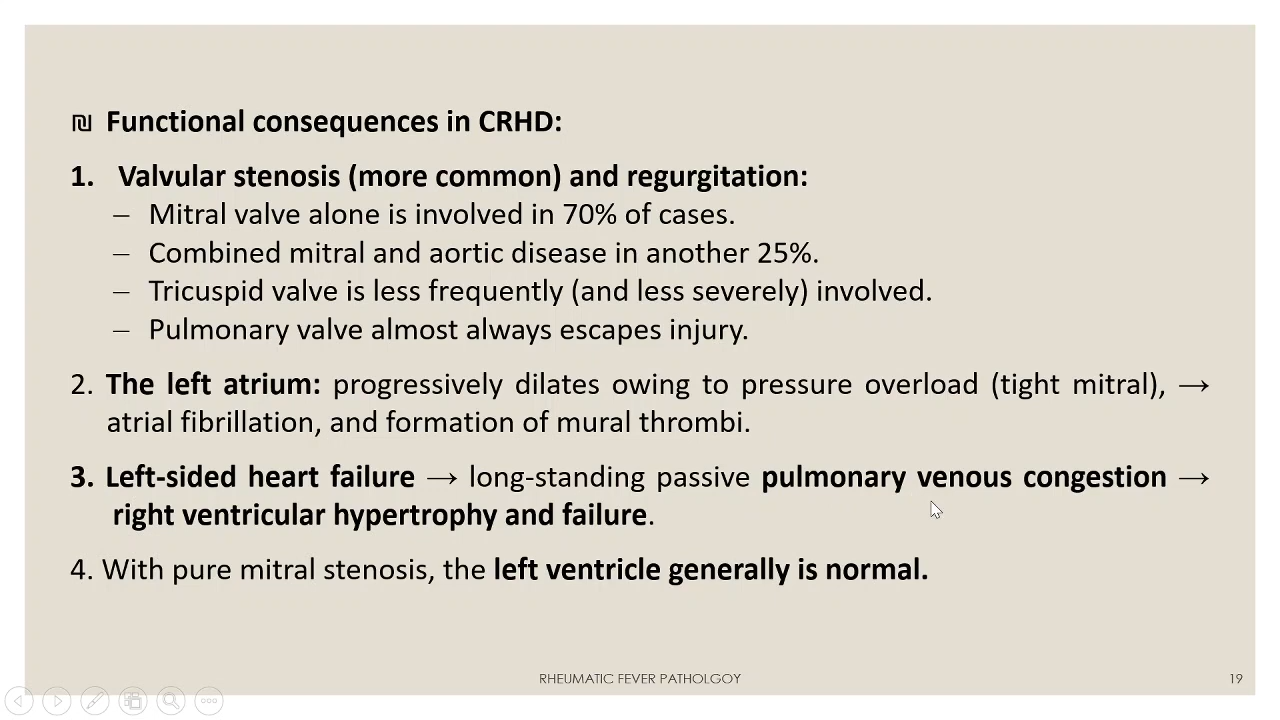 ₪ Functional consequences in CRHD:
1. Valvular stenosis (more common) and regurgitation:
– Mitral valve alone is involved in 70% of cases.
– Combined mitral and aortic disease in another 25%.
– Tricuspid valve is less frequently (and less severely) involved.
– Pulmonary valve almost always escapes injury.
2. The left atrium: progressively dilates owing to pressure overload (tight mitral), →
atrial fibrillation, and formation of mural thrombi.
3. Left-sided heart failure → long-standing passive pulmonary venous congestion →
right ventricular hypertrophy and failure.
4. With pure mitral stenosis, the left ventricle generally is normal.
RHEUMATIC FEVER PATHOLGOY
19